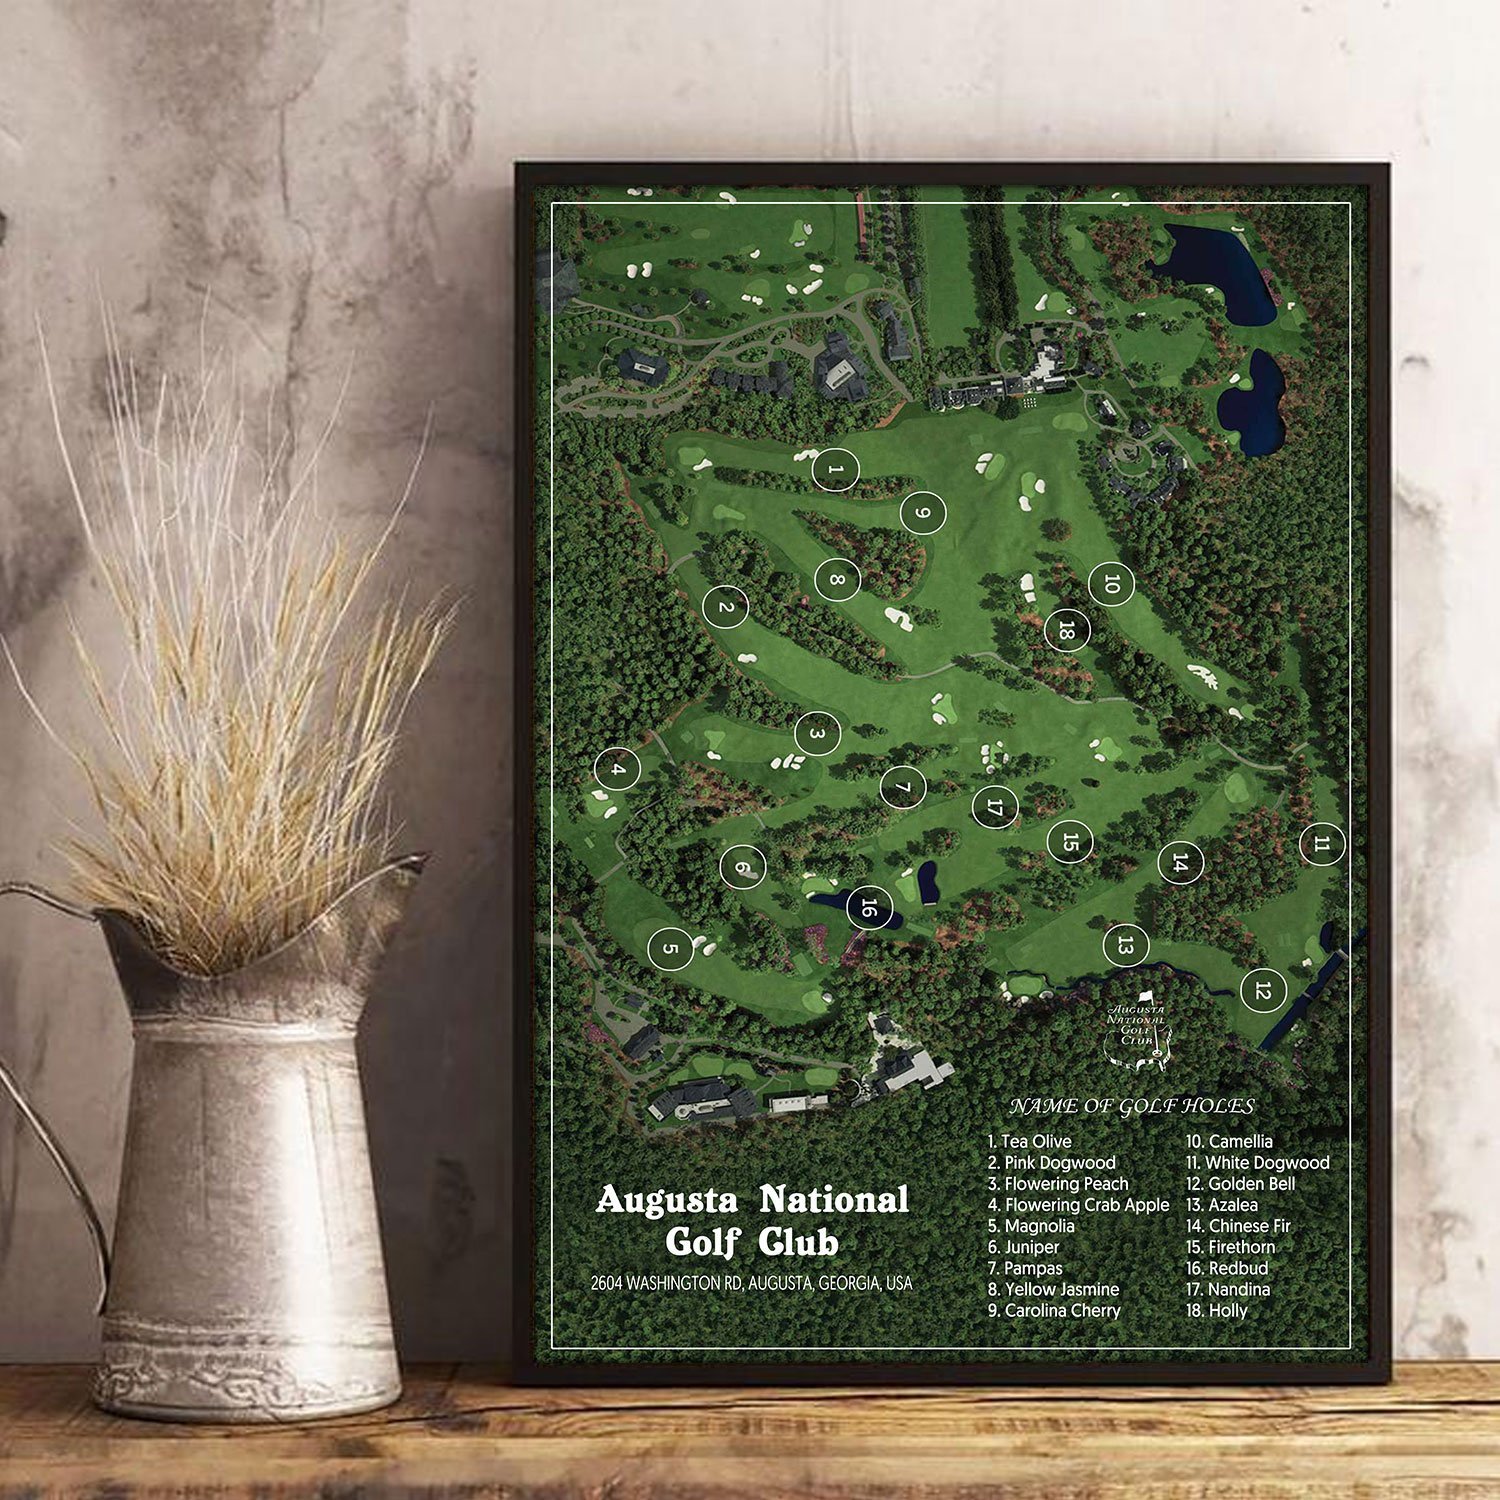 1
9
8
2
10
18
3
4
7
17
15
11
14
6
16
13
5
12
AUGUSTA
NATIONAL
GOLF
CLUB
NAME OF GOLF HOLES
1. Tea Olive
2. Pink Dogwood
3. Flowering Peach
4. Flowering Crab Apple
5. Magnolia
6. Juniper
7. Pampas
8. Yellow Jasmine
9. Carolina Cherry
10. Camellia
11. White Dogwood
12. Golden Bell
13. Azalea
14. Chinese Fir
15. Firethorn
16. Redbud
17. Nandina
18. Holly
Augusta National
Golf Club
2604 WASHINGTON RD, AUGUSTA, GEORGIA, USA